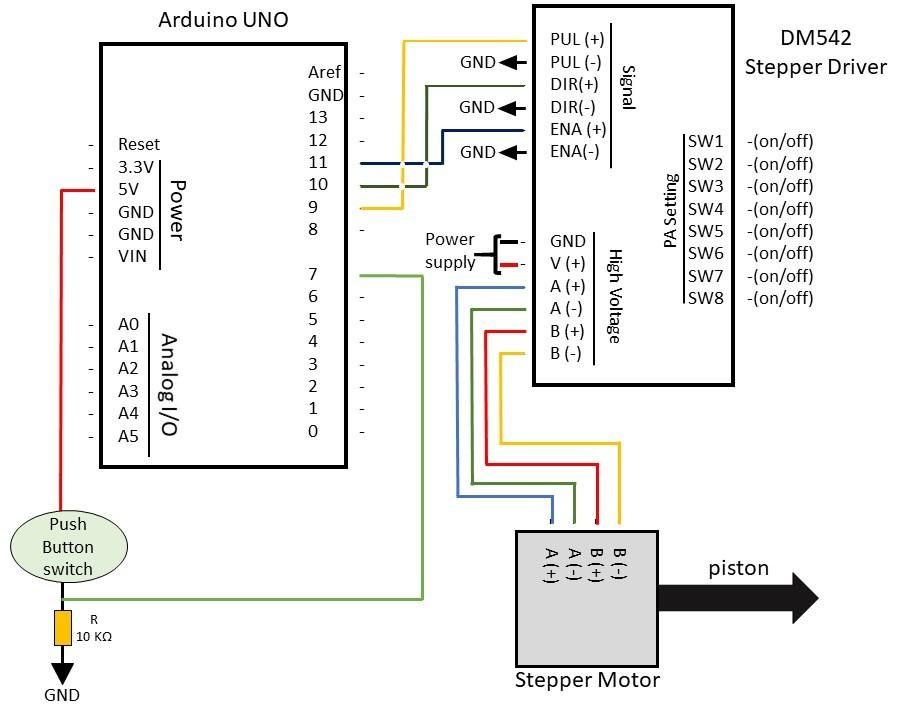 Arduino UNO
Aref -
GND -
13 -
12 -
11
10
9
8 -
7
6 -
5 -
4 -
3 -
2 -
1 -
0 -
- Reset
- 3.3V
5V
- GND
- GND
- VIN
Power
- A0
- A1
- A2
- A3
- A4
- A5
Analog I/O
Push
Button
switch
R
10 KΩ
GND
DM542
Stepper Driver
PUL (+)
GND PUL (-)
DIR(+)
GND DIR(-)
ENA (+)
GND ENA(-)
Signal
SW1 -(on/off)
SW2 -(on/off)
SW3 -(on/off)
SW4 -(on/off)
SW5 -(on/off)
SW6 -(on/off)
SW7 -(on/off)
SW8 -(on/off)
PA Setting
Power
supply
- GND
- V (+)
A (+)
A (-)
B (+)
B (-)
High Voltage
A (+)
A (-)
B (+)
B (-)
piston
Stepper Motor